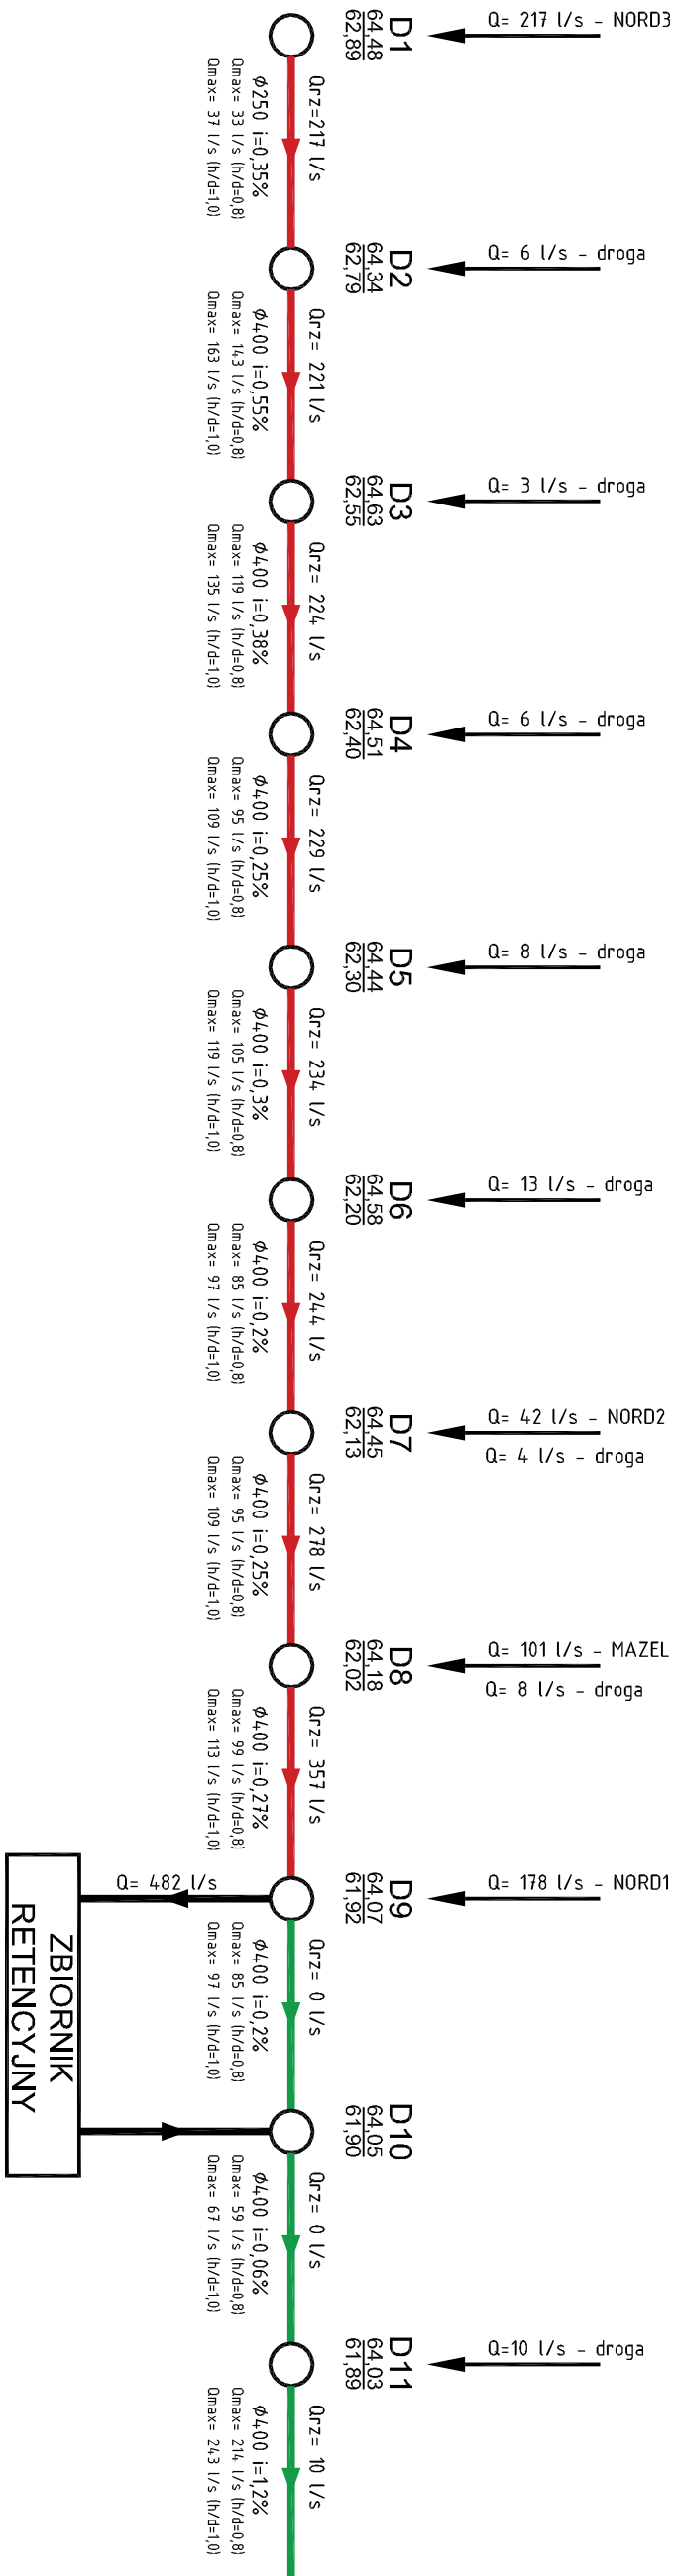 Q= 217 l/s - NORD3
D1
64,48
62,89
Qrz=217 l/s
ϕ250 i=0,35%
Qmax= 33 l/s (h/d=0,8)
Qmax= 37 l/s (h/d=1,0)
Q= 6 l/s - droga
D2
64,34
62,79
Qrz= 221 l/s
ϕ400 i=0,55%
Qmax= 143 l/s (h/d=0,8)
Qmax= 163 l/s (h/d=1,0)
Q= 3 l/s - droga
D3
64,63
62,55
Qrz= 224 l/s
ϕ400 i=0,38%
Qmax= 119 l/s (h/d=0,8)
Qmax= 135 l/s (h/d=1,0)
Q= 6 l/s - droga
D4
64,51
62,40
Qrz= 229 l/s
ϕ400 i=0,25%
Qmax= 95 l/s (h/d=0,8)
Qmax= 109 l/s (h/d=1,0)
Q= 8 l/s - droga
D5
64,44
62,30
Qrz= 234 l/s
ϕ400 i=0,3%
Qmax= 105 l/s (h/d=0,8)
Qmax= 119 l/s (h/d=1,0)
Q= 13 l/s - droga
D6
64,58
62,20
Qrz= 244 l/s
ϕ400 i=0,2%
Qmax= 85 l/s (h/d=0,8)
Qmax= 97 l/s (h/d=1,0)
Q= 42 l/s - NORD2
Q= 4 l/s - droga
D7
64,45
62,13
Qrz= 278 l/s
ϕ400 i=0,25%
Qmax= 95 l/s (h/d=0,8)
Qmax= 109 l/s (h/d=1,0)
Q= 101 l/s - MAZEL
Q= 8 l/s - droga
D8
64,18
62,02
Qrz= 357 l/s
ϕ400 i=0,27%
Qmax= 99 l/s (h/d=0,8)
Qmax= 113 l/s (h/d=1,0)
Q= 178 l/s - NORD1
D9
64,07
61,92
Q= 482 l/s
Qrz= 0 l/s
ϕ400 i=0,2%
Qmax= 85 l/s (h/d=0,8)
Qmax= 97 l/s (h/d=1,0)
ZBIORNIK
RETENCYJNY
D10
64,05
61,90
Qrz= 0 l/s
ϕ400 i=0,06%
Qmax= 59 l/s (h/d=0,8)
Qmax= 67 l/s (h/d=1,0)
Q=10 l/s - droga
D11
64,03
61,89
Qrz= 10 l/s
ϕ400 i=1,2%
Qmax= 214 l/s (h/d=0,8)
Qmax= 243 l/s (h/d=1,0)